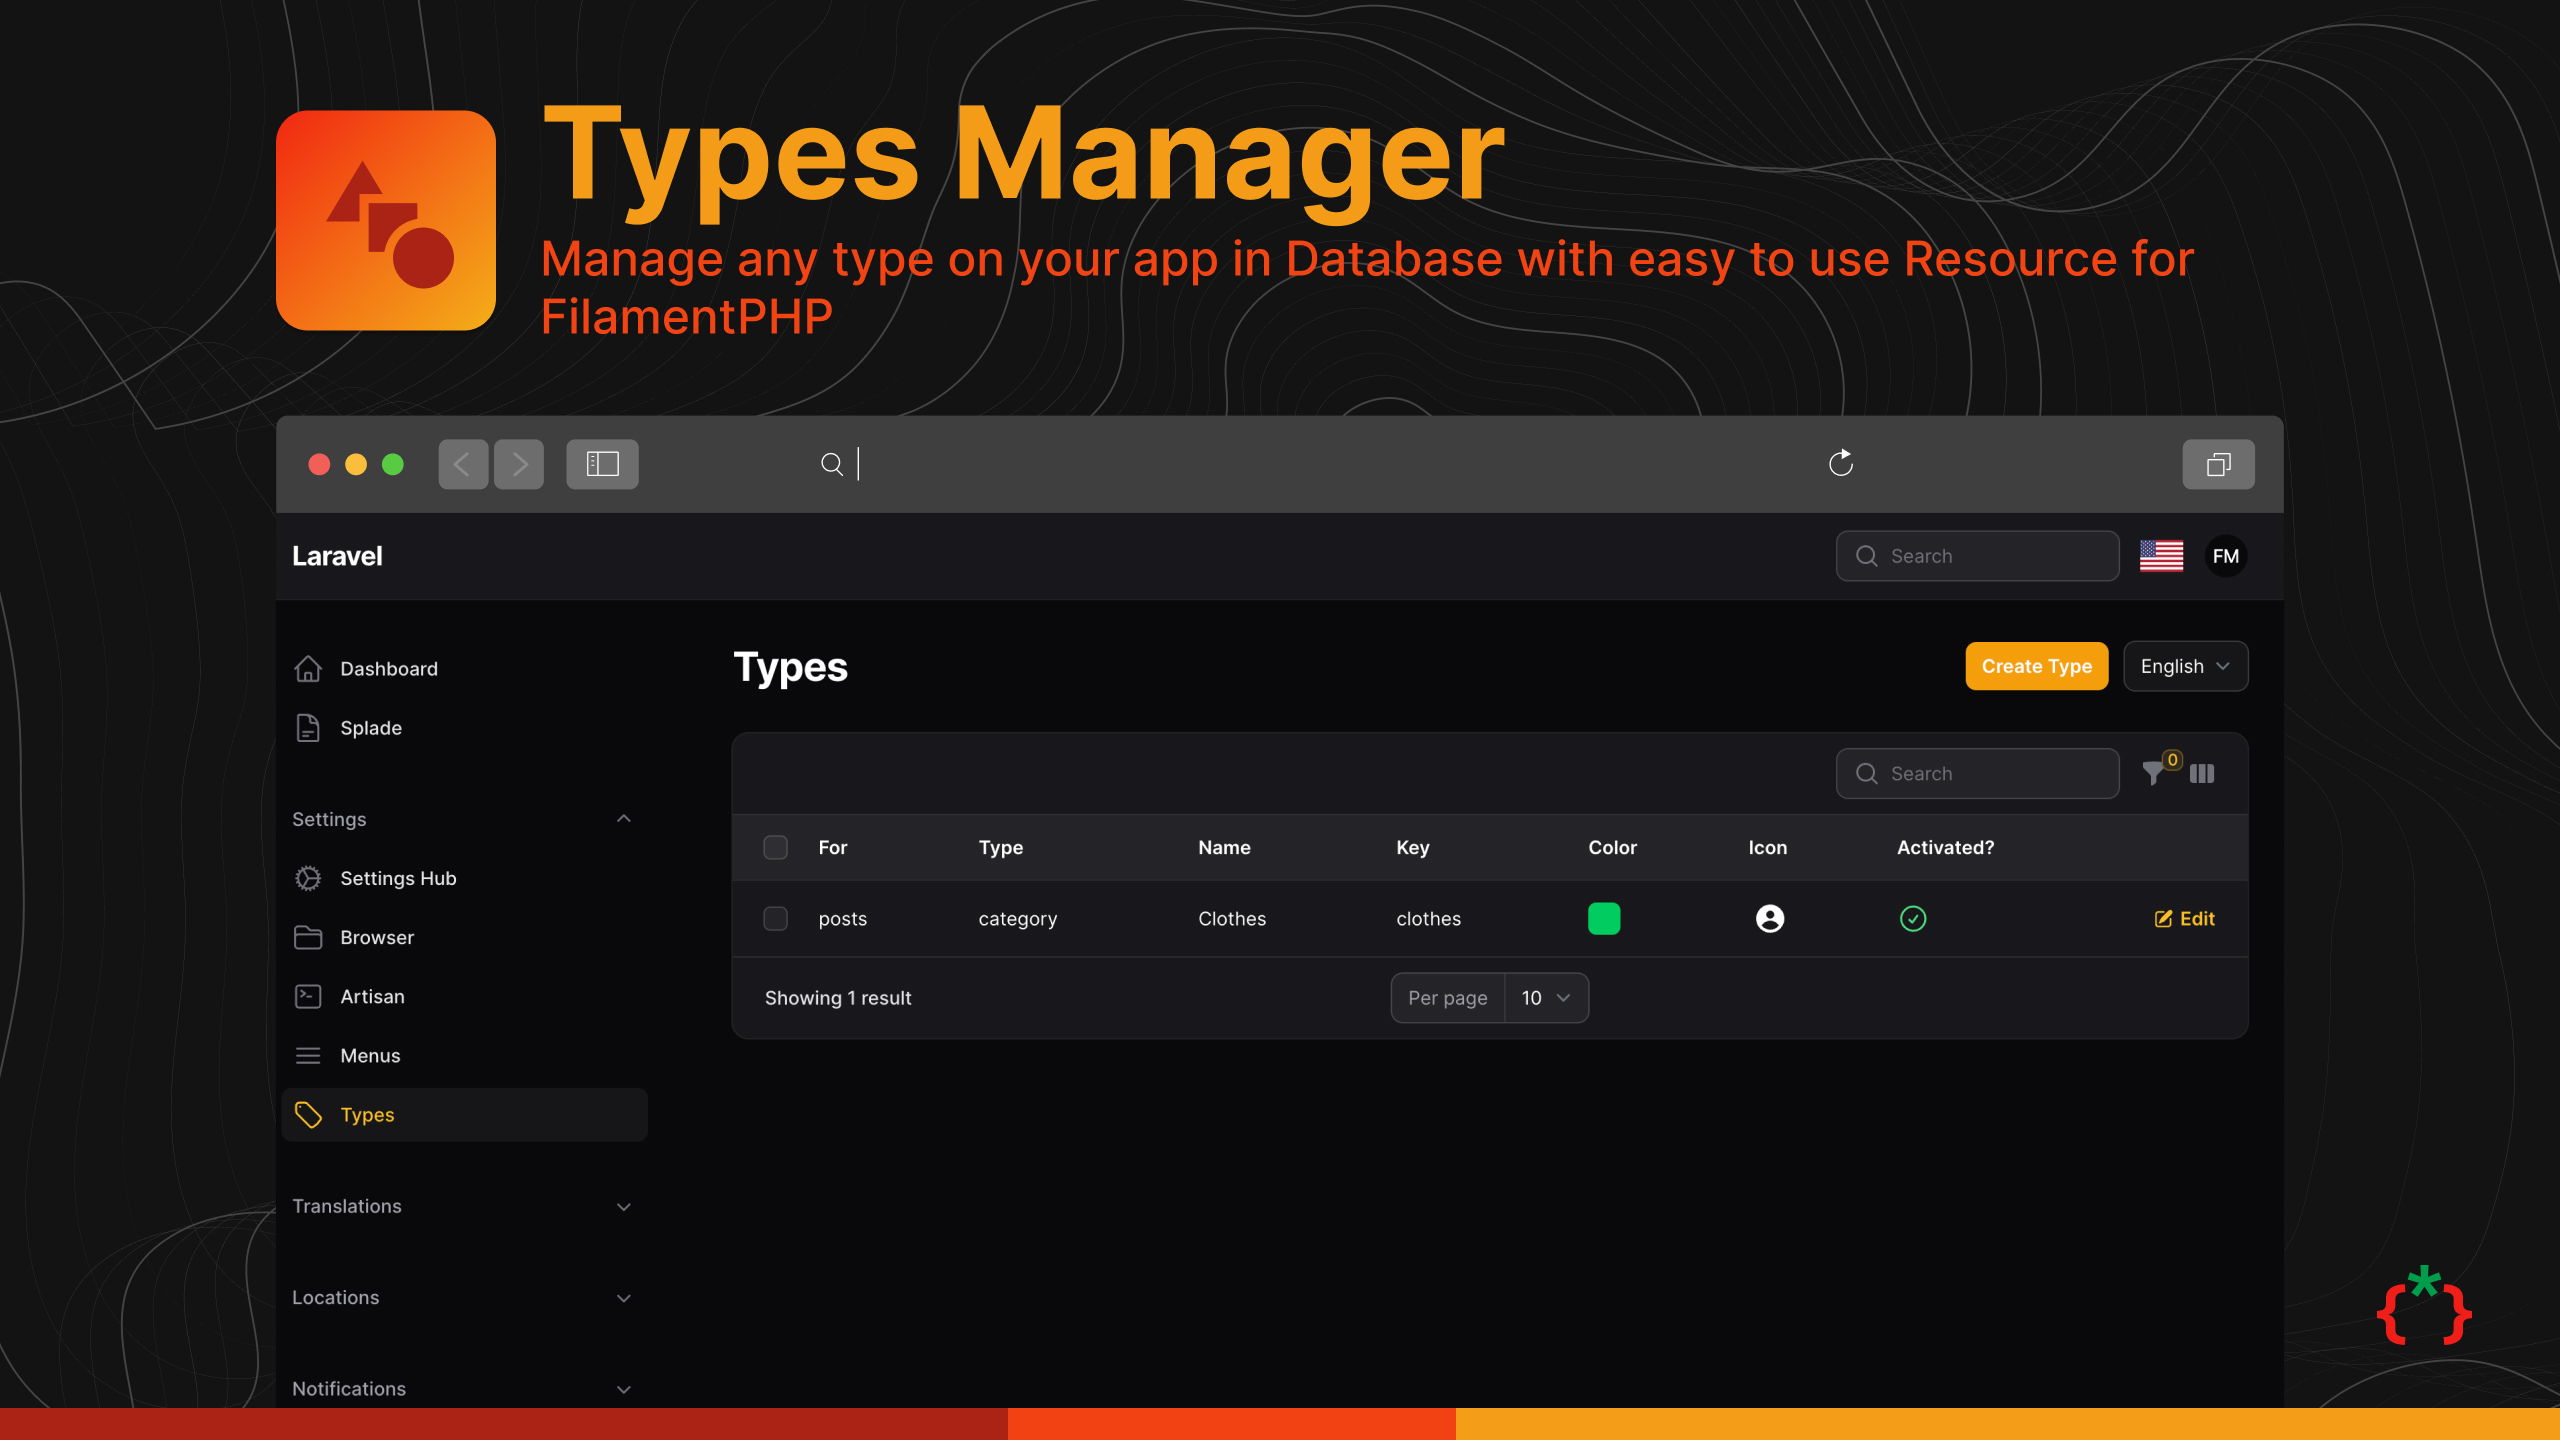 Types Manager
Manage any type on your app in Database with easy to use Resource for
FilamentPHP
Laravel
Search
FM
Dashboard
Splade
Settings
Settings Hub
Browser
Artisan
Menus
Types
Translations
Locations
Notifications
Types
Create Type
English
Search
0
For Type Name Key Color Icon Activated?
posts category Clothes clothes Edit
Showing 1 result
Per page 10
{*}